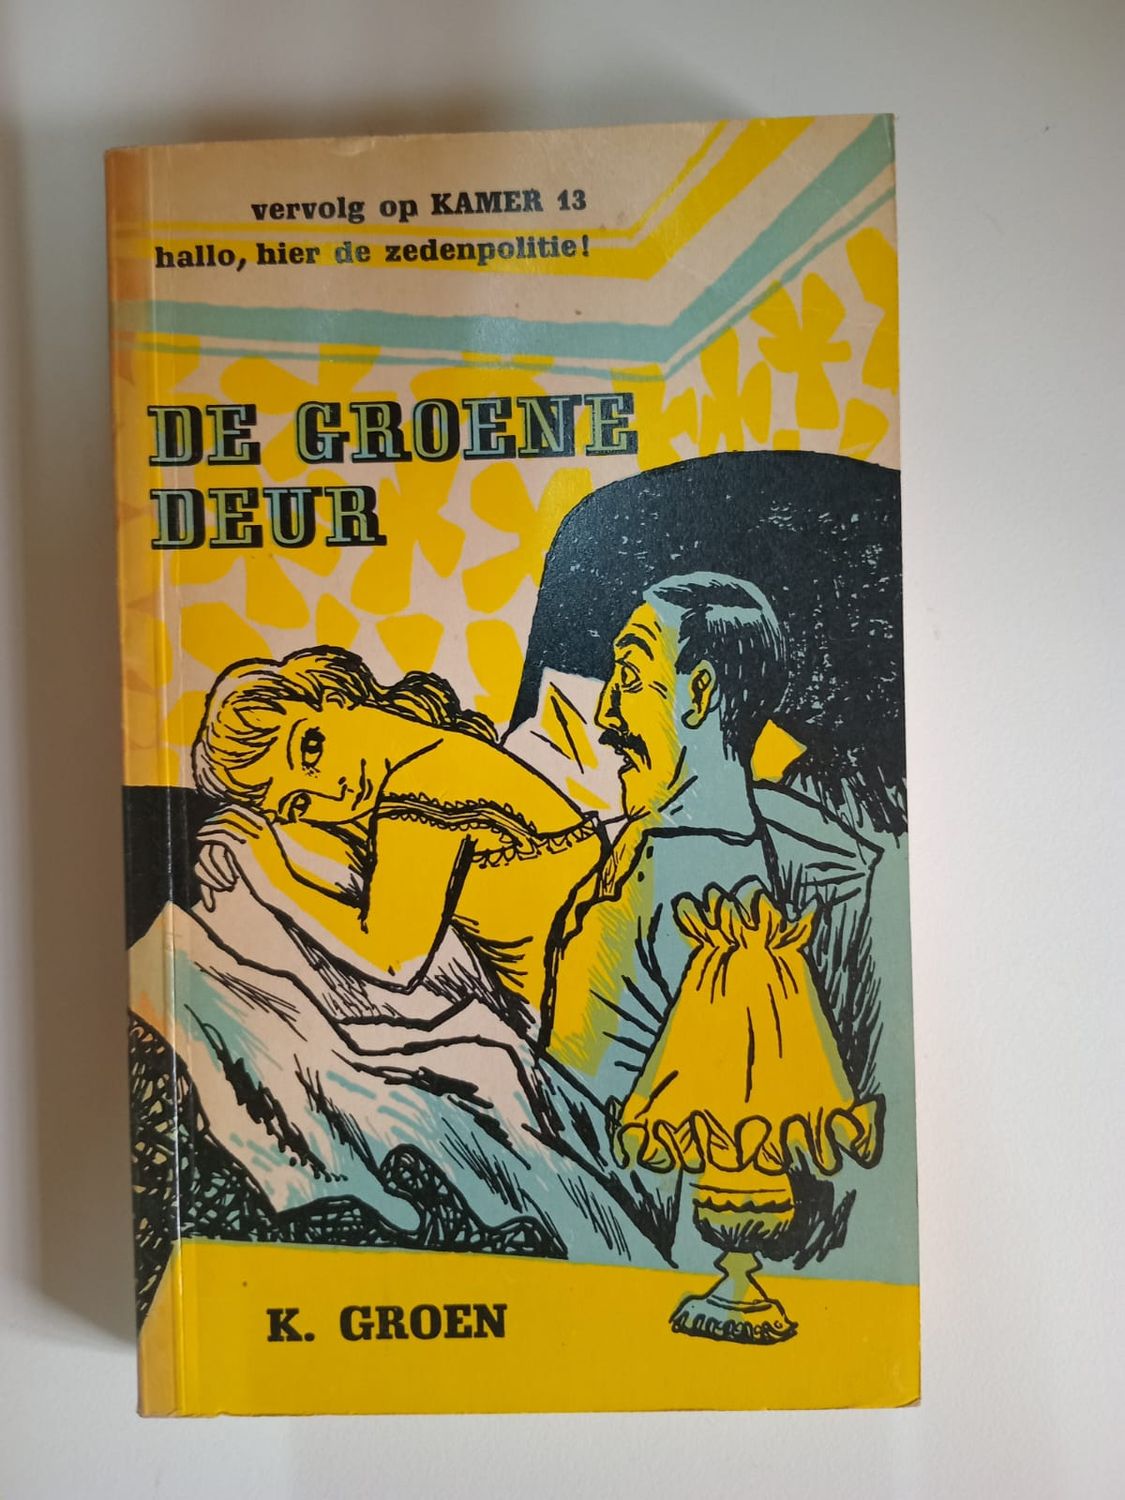 vervolg op KAMER 13
hallo, hier de zedenpolitie!
DE GROENE
DEUR
K. GROEN